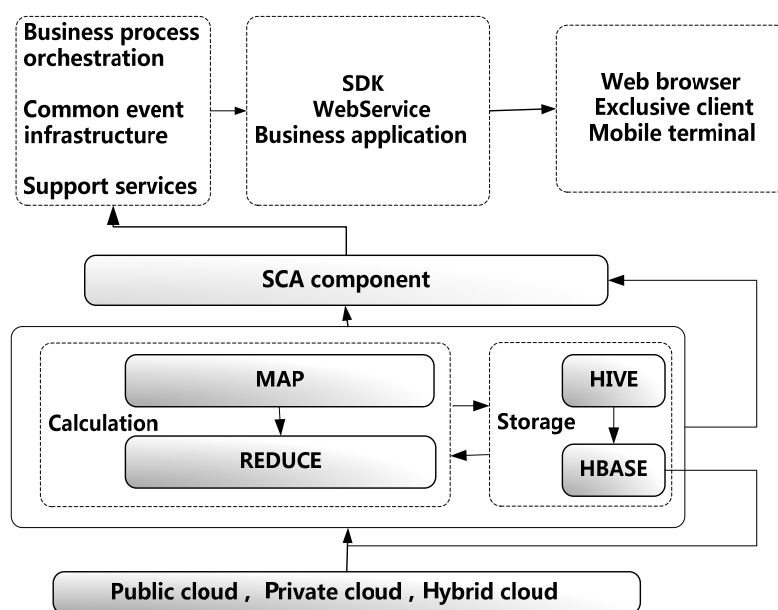 Business process
orchestration
Common event
infrastructure
Support services
SDK
WebService
Business application
Web browser
Exclusive client
Mobile terminal
SCA component
MAP
Calculation
REDUCE
HIVE
Storage
HBASE
Public cloud , Private cloud , Hybrid cloud